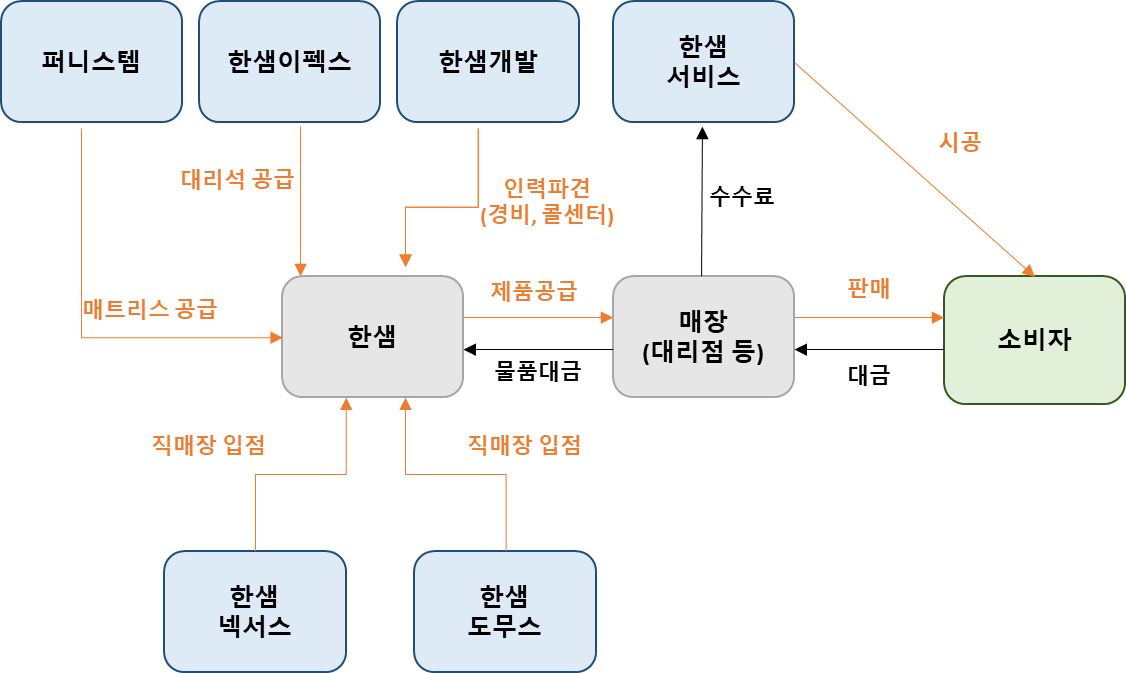 퍼니스템
한샘이펙스
한샘개발
한샘
서비스
시공
대리석 공급
인력파견
(경비, 콜센터)
수수료
매트리스 공급
제품공급
판매
한샘
매장
(대리점 등)
소비자
물품대금
대금
직매장 입점
직매장 입점
한샘
넥서스
한샘
도무스